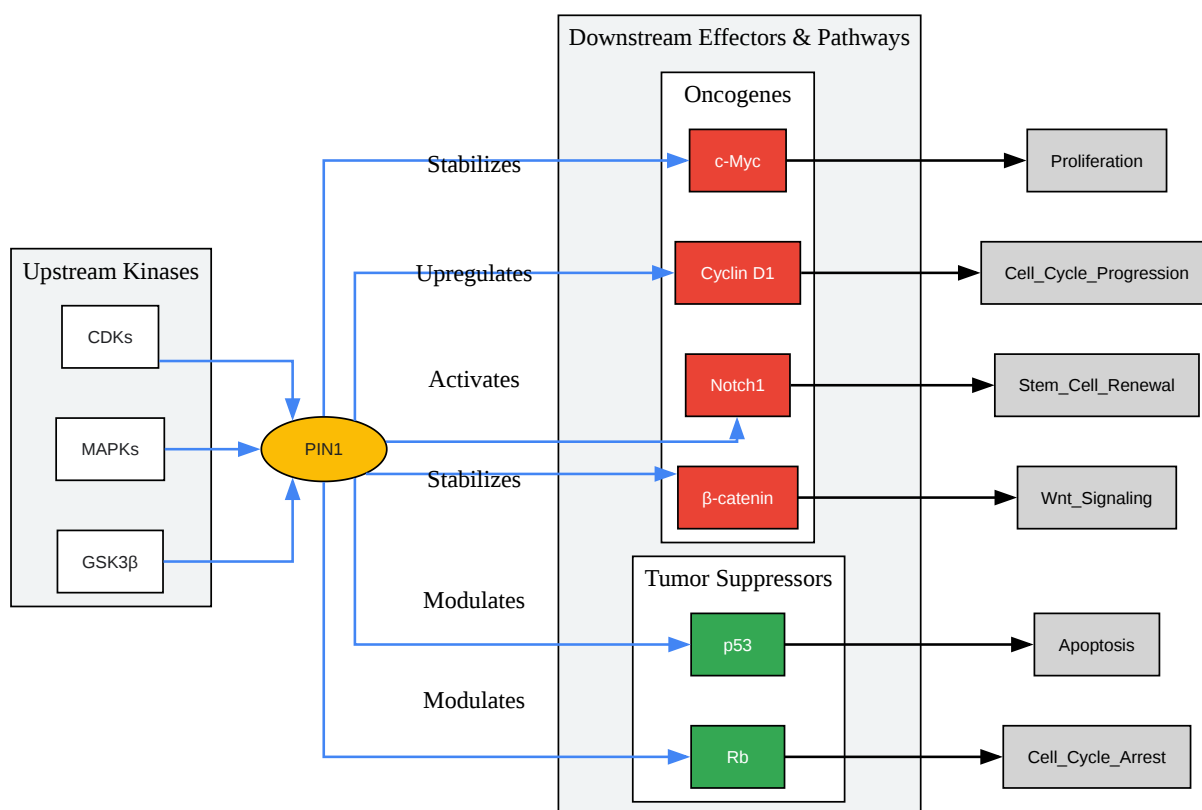 Downstream Effectors & Pathways
Oncogenes
Stabilizes
c-Myc
Proliferation
Upstream Kinases
Upregulates
Cyclin D1
Cell_Cycle_Progression
CDKs
Activates
Notch1
Stem_Cell_Renewal
MAPKs
PIN1
Stabilizes
β-catenin
Wnt_Signaling
GSK3β
Tumor Suppressors
Modulates
p53
Apoptosis
Modulates
Rb
Cell_Cycle_Arrest